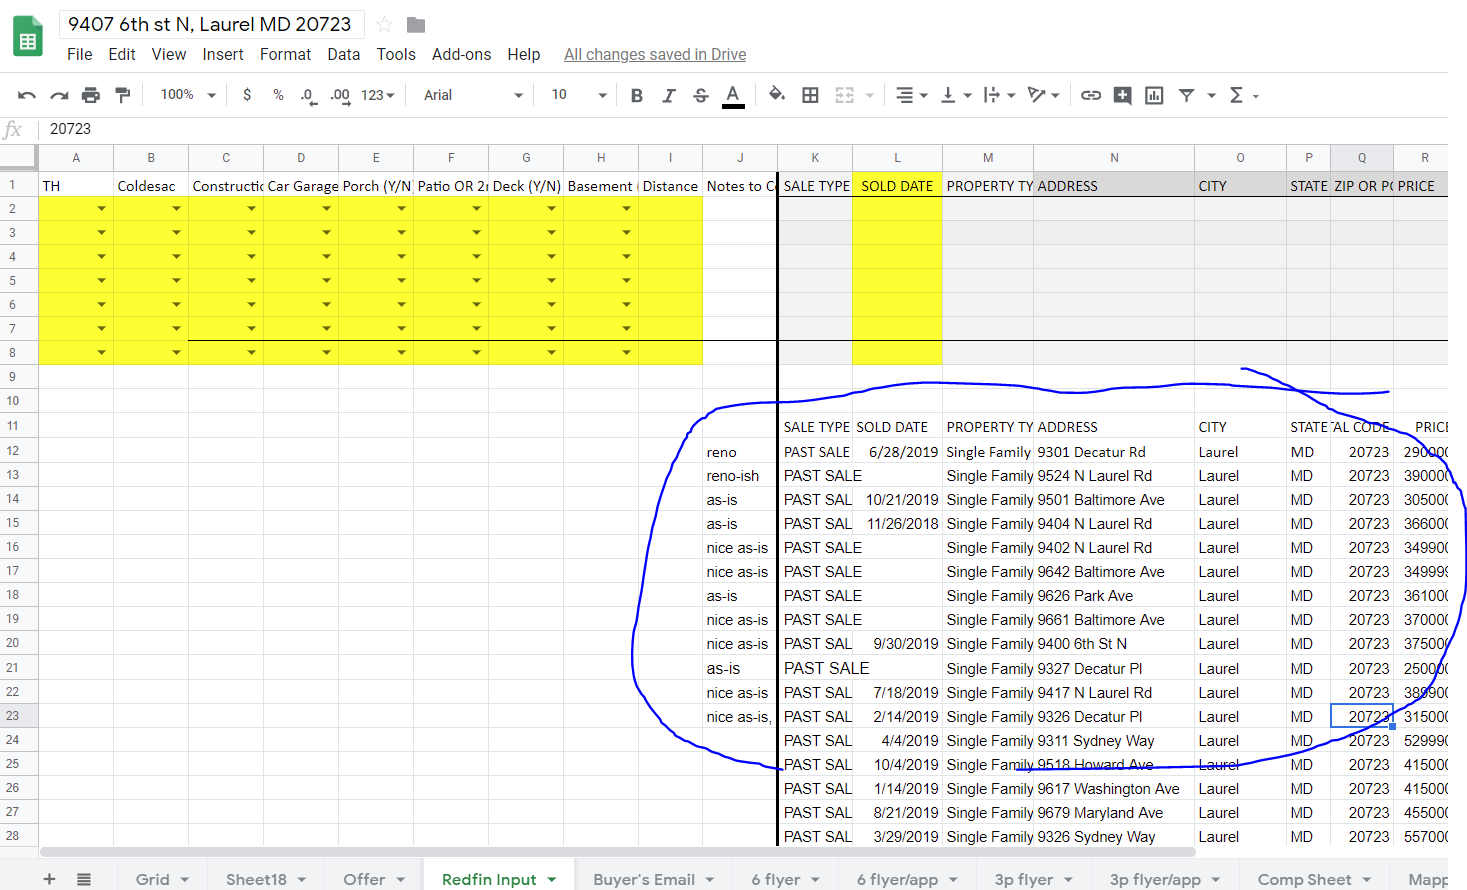 9407 6th st N, Laurel MD 20723
File Edit View Insert Format Data Tools Add-ons Help All changes saved in Drive
100% $ % .0 .00 123 Arial 10 B I S A
fx 20723
A B C D E F G H I J K L M N O P Q R
1 TH Coldesac Constructic Car Garage Porch (Y/N Patio OR 2 Deck (Y/N) Basement Distance Notes to C SALE TYPE SOLD DATE PROPERTY TY ADDRESS CITY STATE ZIP OR PO PRICE
2
3
4
5
6
7
8
9
10
11 SALE TYPE SOLD DATE PROPERTY TY ADDRESS CITY STATE AL CODE PRICE
12 reno PAST SALE 6/28/2019 Single Family 9301 Decatur Rd Laurel MD 20723 290000
13 reno-ish PAST SALE Single Family 9524 N Laurel Rd Laurel MD 20723 390000
14 as-is PAST SAL 10/21/2019 Single Family 9501 Baltimore Ave Laurel MD 20723 305000
15 as-is PAST SAL 11/26/2018 Single Family 9404 N Laurel Rd Laurel MD 20723 366000
16 nice as-is PAST SALE Single Family 9402 N Laurel Rd Laurel MD 20723 349900
17 nice as-is PAST SALE Single Family 9642 Baltimore Ave Laurel MD 20723 349999
18 as-is PAST SALE Single Family 9626 Park Ave Laurel MD 20723 361000
19 nice as-is PAST SALE Single Family 9661 Baltimore Ave Laurel MD 20723 370000
20 nice as-is PAST SAL 9/30/2019 Single Family 9400 6th St N Laurel MD 20723 375000
21 as-is PAST SALE Single Family 9327 Decatur Pl Laurel MD 20723 250000
22 nice as-is PAST SAL 7/18/2019 Single Family 9417 N Laurel Rd Laurel MD 20723 389900
23 nice as-is, PAST SAL 2/14/2019 Single Family 9326 Decatur Pl Laurel MD 20723 315000
24 PAST SAL 4/4/2019 Single Family 9311 Sydney Way Laurel MD 20723 529990
25 PAST SAL 10/4/2019 Single Family 9518 Howard Ave Laurel MD 20723 415000
26 PAST SAL 1/14/2019 Single Family 9617 Washington Ave Laurel MD 20723 415000
27 PAST SAL 8/21/2019 Single Family 9679 Maryland Ave Laurel MD 20723 455000
28 PAST SAL 3/29/2019 Single Family 9326 Sydney Way Laurel MD 20723 557000
+ Grid Sheet18 Offer Redfin Input Buyer's Email 6 flyer 6 flyer/app 3p flyer 3p flyer/app Comp Sheet Mapp